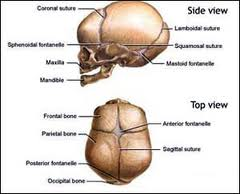 Side view
Coronal suture
Lamboidal suture
Sphenoidal fontanelle
Squamosal suture
Maxilla
Mastoid fontanelle
Mandible
Top view
Frontal bone
Anterior fontanelle
Parietal bone
Sagittal suture
Posterior fontanelle
Occipital bone